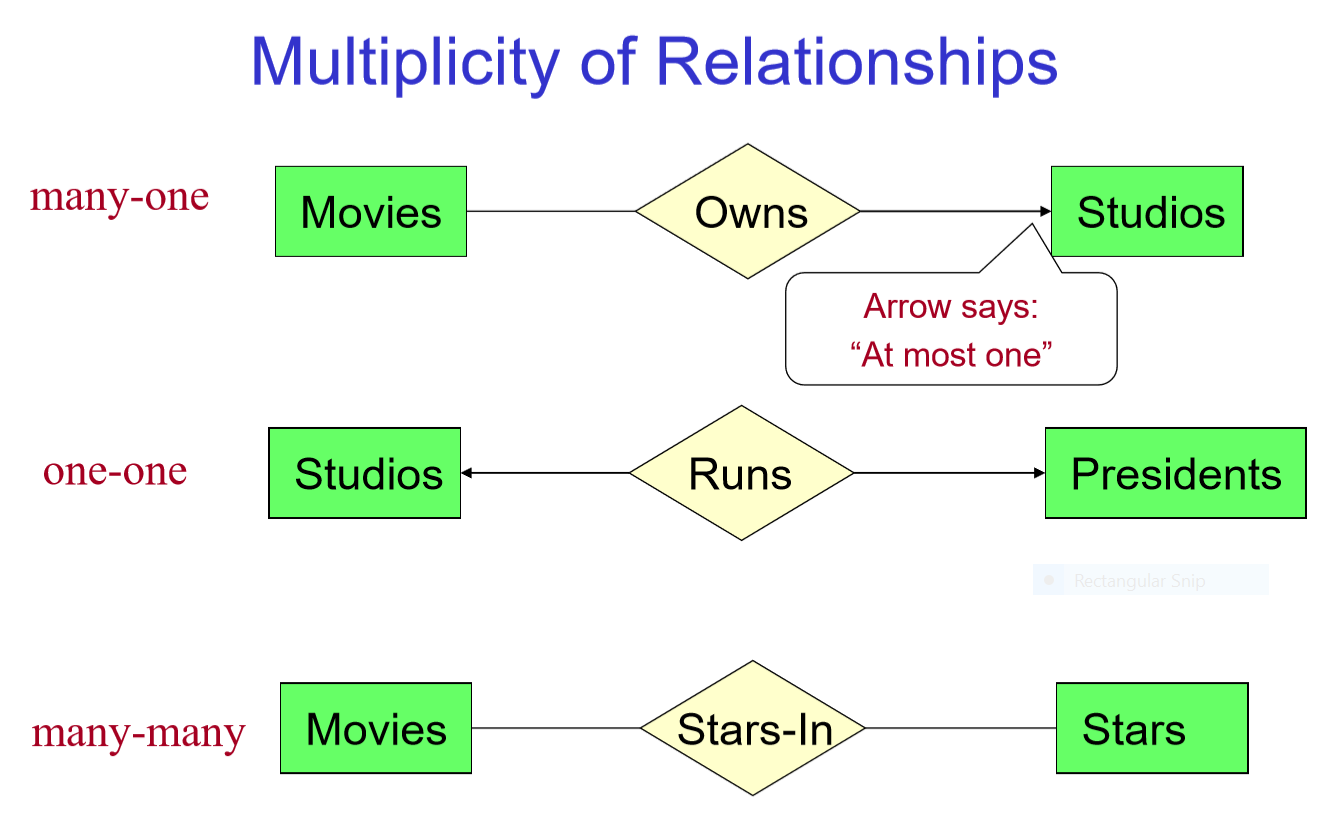 Multiplicity of Relationships
many-one
Movies
Owns
Studios
Arrow says:
“At most one”
one-one
Studios
Runs
Presidents
Rectangular Snip
many-many
Movies
Stars-In
Stars